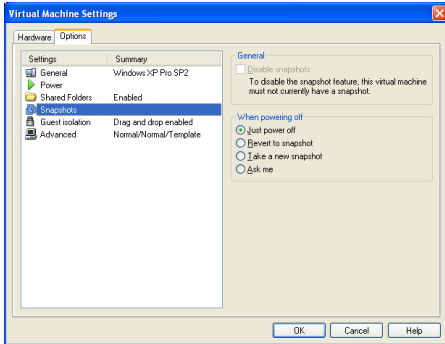 Virtual Machine Settings
Hardware Options
Settings Summary
General Windows XP Pro SP2
Power
Shared Folders Enabled
Snapshots
Guest isolation Drag and drop enabled
Advanced Normal/Normal/Template
General
Disable snapshots
To disable the snapshot feature, this virtual machine
must not currently have a snapshot.
When powering off
Just power off
Revert to snapshot
Take a new snapshot
Ask me
OK Cancel Help